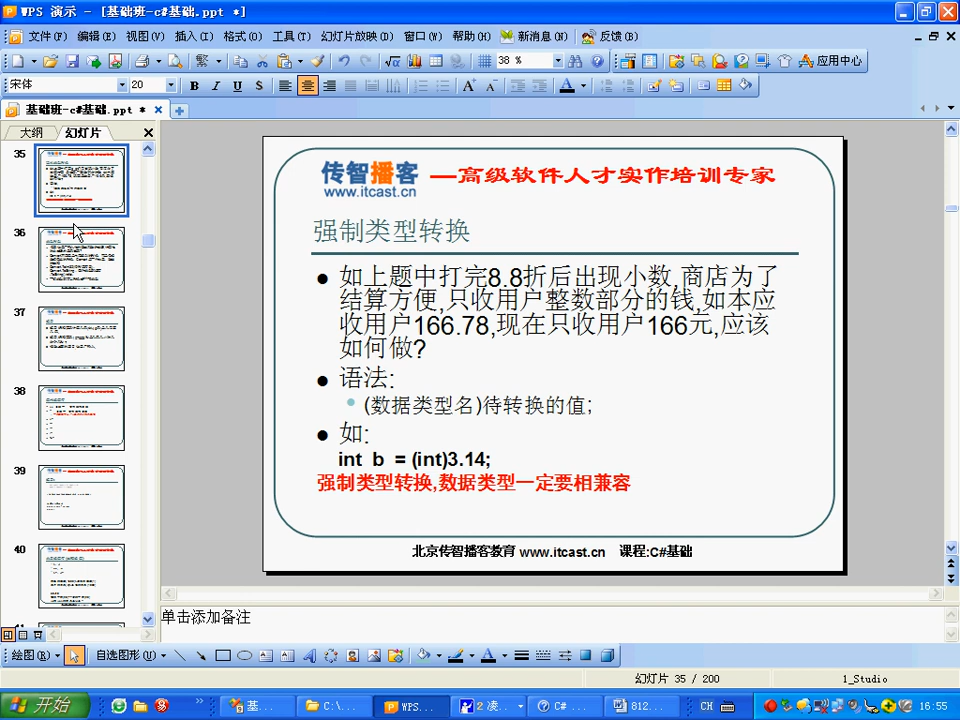 WPS 演示 - [基础班-c#基础.ppt *]
文件(F) 编辑(E) 视图(V) 插入(I) 格式(O) 工具(T) 幻灯片放映(D) 窗口(W) 帮助(H) 新消息(N) 反馈(B)
繁 38 % 应用中心
宋体 20 B I U S A A A
基础班-c#基础.ppt *
大纲 幻灯片
35
36
37
38
39
40
传智播客 —高级软件人才实作培训专家
www.itcast.cn
强制类型转换
如上题中打完8.8折后出现小数,商店为了
结算方便,只收用户整数部分的钱,如本应
收用户166.78,现在只收用户166元,应该
如何做?
语法:
(数据类型名)待转换的值;
如:
int b = (int)3.14;
强制类型转换,数据类型一定要相兼容
北京传智播客教育 www.itcast.cn 课程:C#基础
单击添加备注
绘图(R) 自选图形(U)
幻灯片 35 / 200 1_Studio
开始 基... C:\... WPS... 2 凌. C# ... 812... CH 16:55